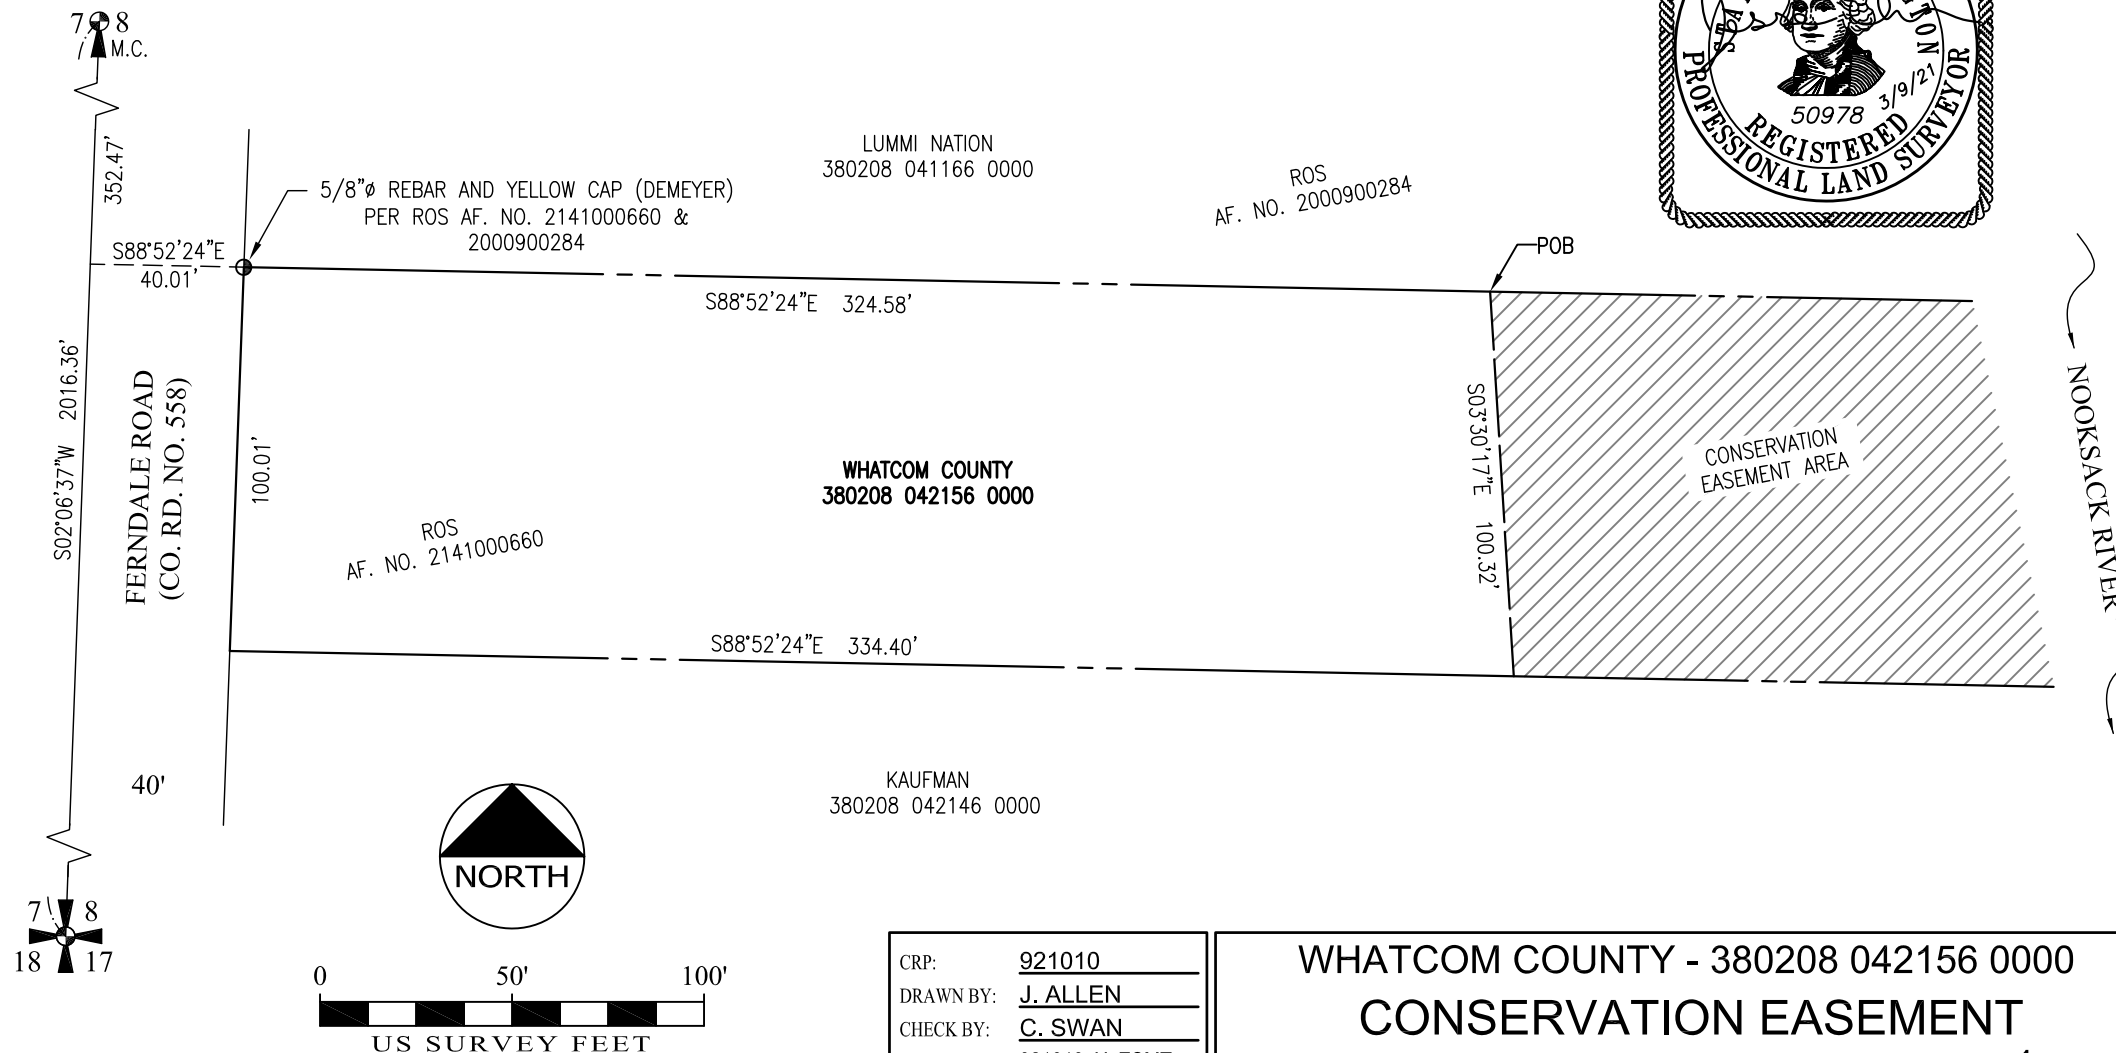 7 8
M.C.
352.47'
S88°52'24"E
40.01'
5/8"ø REBAR AND YELLOW CAP (DEMEYER)
PER ROS AF. NO. 2141000660 &
2000900284
LUMMI NATION
380208 041166 0000
ROS
AF. NO. 2000900284
50978
3/9/21
REGISTERED
PROFESSIONAL LAND SURVEYOR
POB
S88°52'24"E 324.58'
S02°06'37"W 2016.36'
FERNDALE ROAD
(CO. RD. NO. 558)
100.01'
ROS
AF. NO. 2141000660
WHATCOM COUNTY
380208 042156 0000
S03°30'17"E 100.32'
CONSERVATION
EASEMENT AREA
NOOKSACK RIVER
S88°52'24"E 334.40'
40'
KAUFMAN
380208 042146 0000
NORTH
7 8
18 17
0 50' 100'
US SURVEY FEET
CRP: 921010
DRAWN BY: J. ALLEN
CHECK BY: C. SWAN
WHATCOM COUNTY - 380208 042156 0000
CONSERVATION EASEMENT